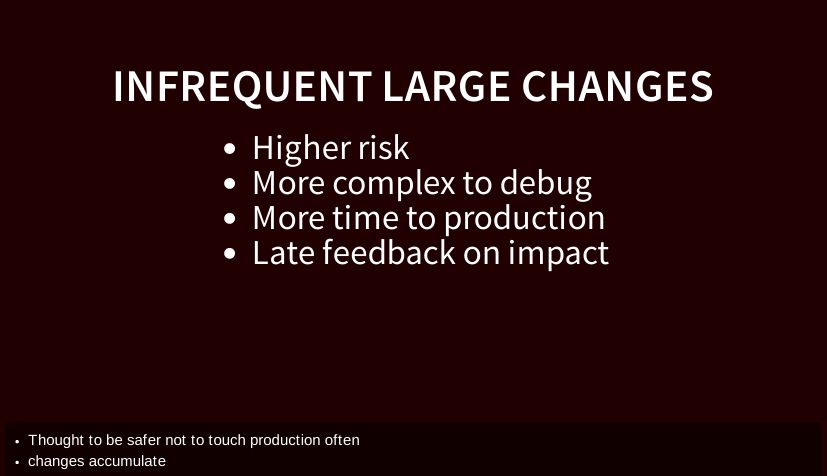 INFREQUENT LARGE CHANGES
• Higher risk
• More complex to debug
• More time to production
• Late feedback on impact
• Thought to be safer not to touch production often
• changes accumulate